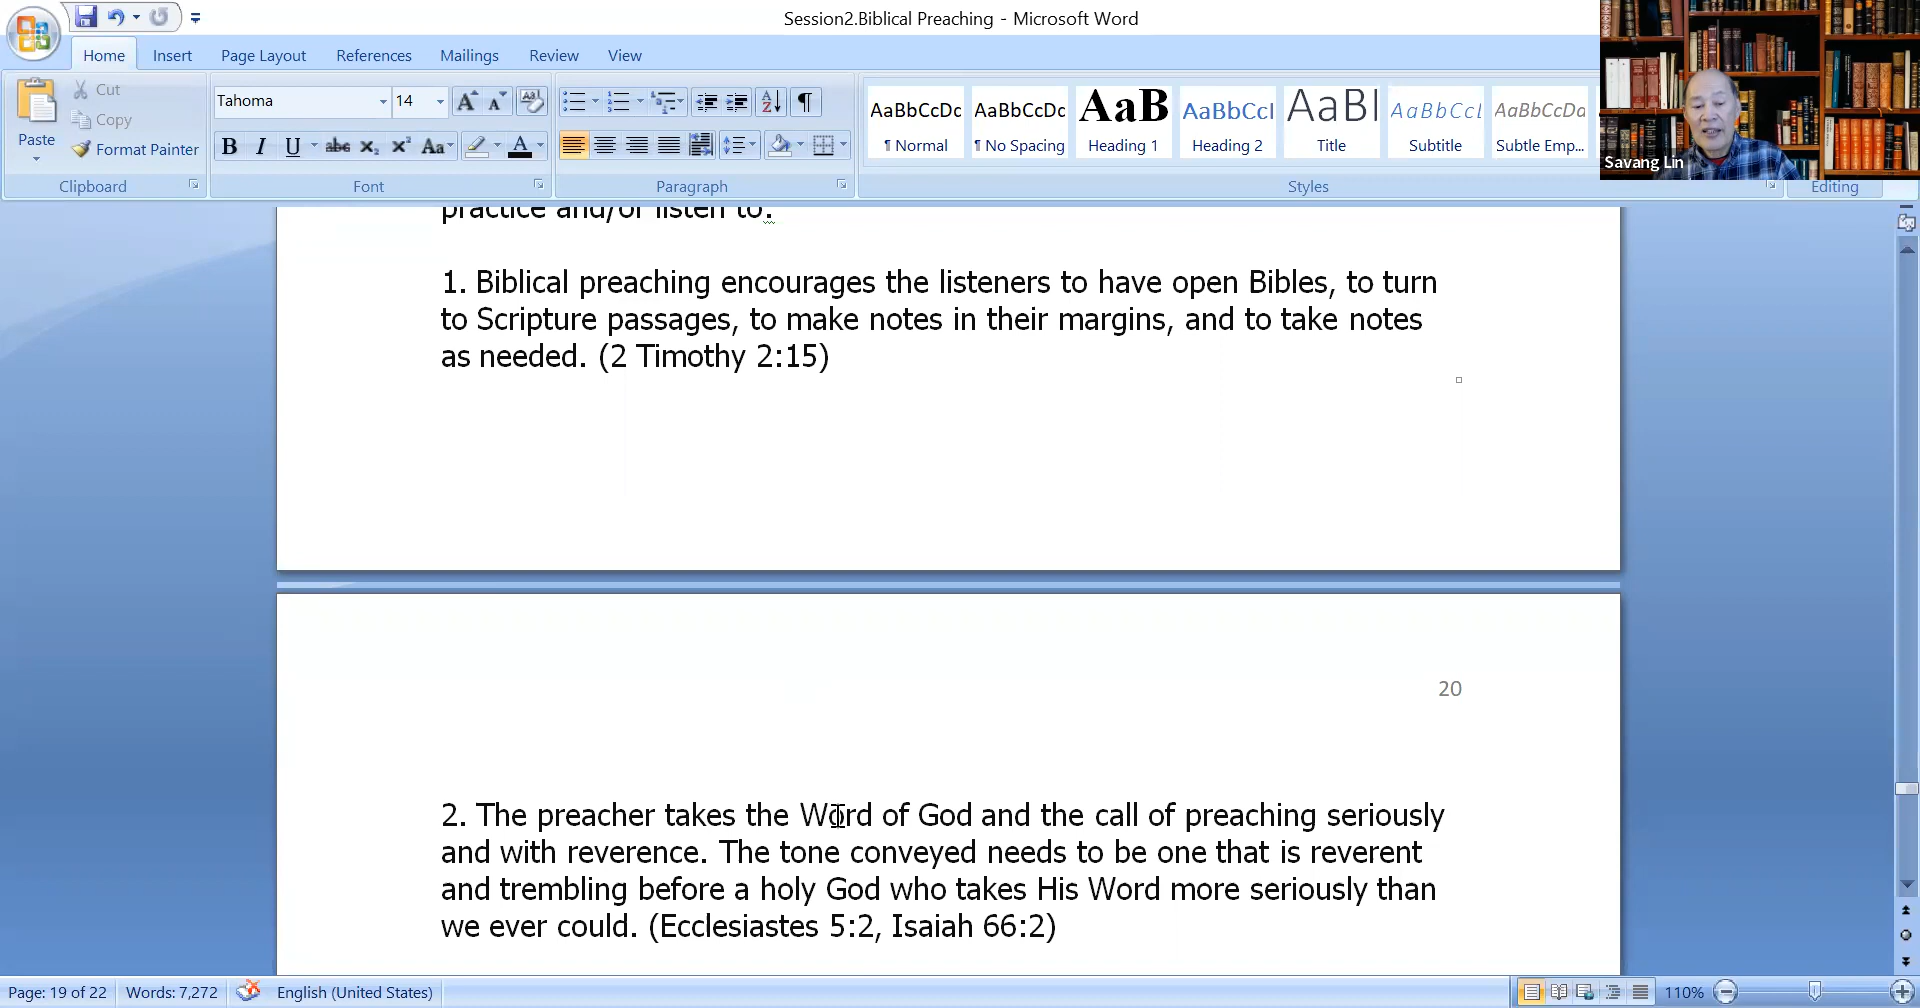 Session2.Biblical Preaching - Microsoft Word
Home Insert Page Layout References Mailings Review View
Paste
Cut
Copy
Format Painter
Clipboard
Tahoma 14
Font
Paragraph
AaBbCcDc AaBbCcDc AaB AaBbCcI AaBl AaBbCcL AaBbCcDa
¶ Normal ¶ No Spacing Heading 1 Heading 2 Title Subtitle Subtle Emp...
Styles
Editing
Savang Lin
practice and/or listen to.
1. Biblical preaching encourages the listeners to have open Bibles, to turn
to Scripture passages, to make notes in their margins, and to take notes
as needed. (2 Timothy 2:15)
20
2. The preacher takes the Word of God and the call of preaching seriously
and with reverence. The tone conveyed needs to be one that is reverent
and trembling before a holy God who takes His Word more seriously than
we ever could. (Ecclesiastes 5:2, Isaiah 66:2)
Page: 19 of 22 Words: 7,272 English (United States) 110%